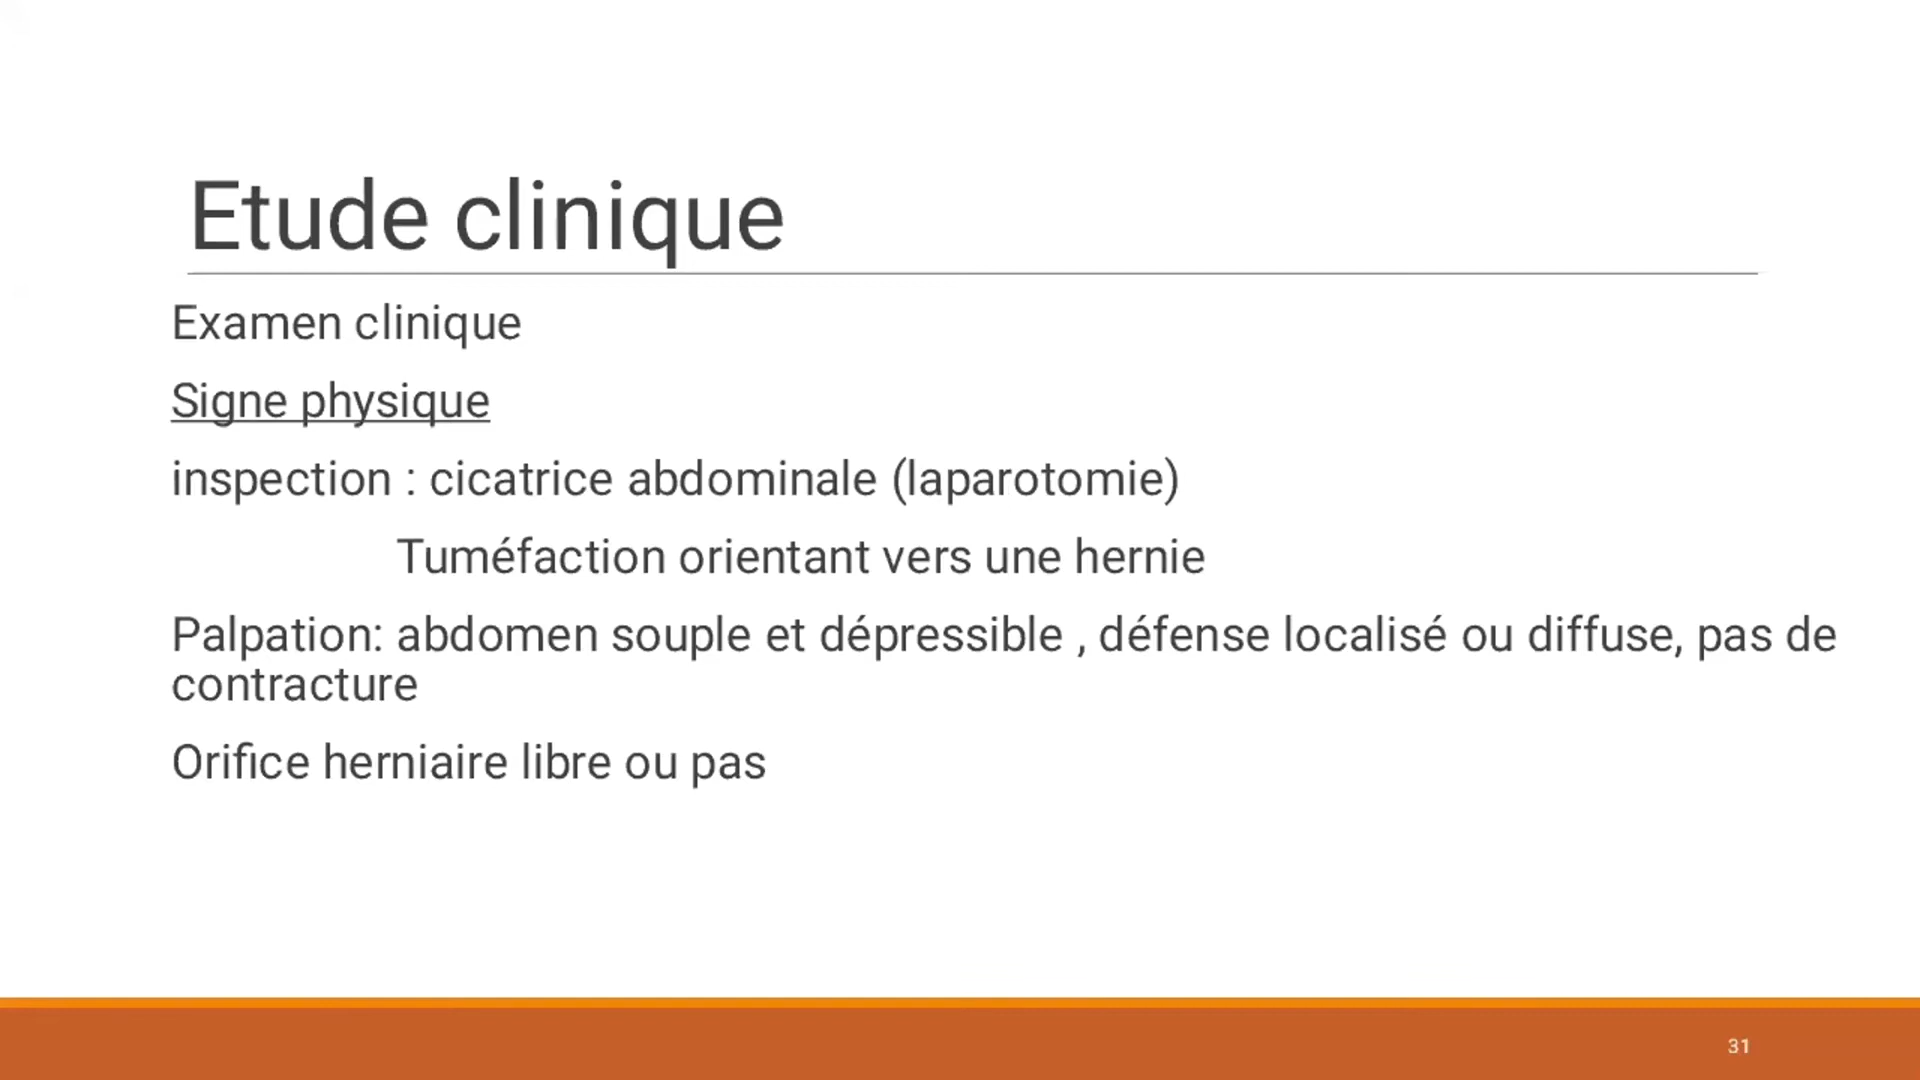 Etude clinique
Examen clinique
Signe physique
inspection : cicatrice abdominale (laparotomie)
Tuméfaction orientant vers une hernie
Palpation: abdomen souple et dépressible , défense localisé ou diffuse, pas de
contracture
Orifice herniaire libre ou pas
31